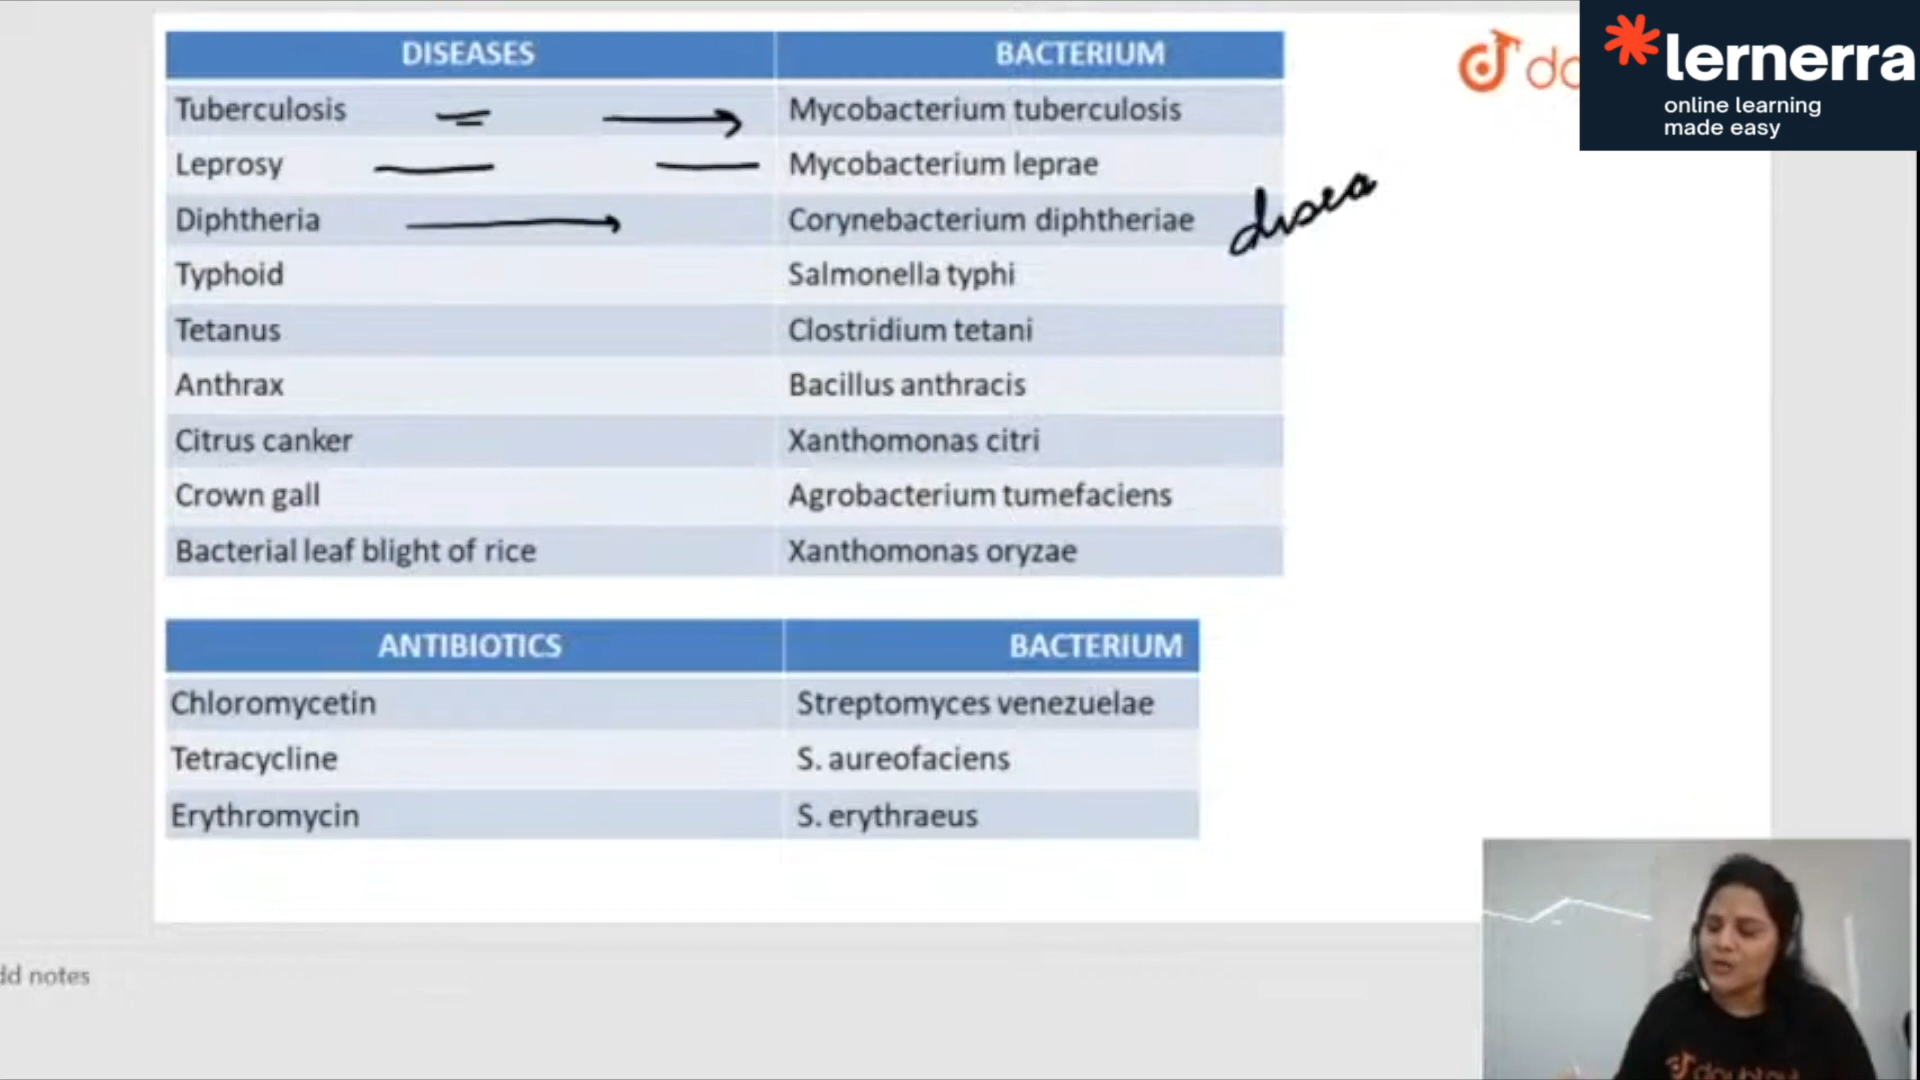 DISEASES BACTERIUM
Tuberculosis Mycobacterium tuberculosis
Leprosy Mycobacterium leprae
Diphtheria Corynebacterium diphtheriae
Typhoid Salmonella typhi
Tetanus Clostridium tetani
Anthrax Bacillus anthracis
Citrus canker Xanthomonas citri
Crown gall Agrobacterium tumefaciens
Bacterial leaf blight of rice Xanthomonas oryzae
disea
ANTIBIOTICS BACTERIUM
Chloromycetin Streptomyces venezuelae
Tetracycline S. aureofaciens
Erythromycin S. erythraeus
lernerra
online learning
made easy
dd notes